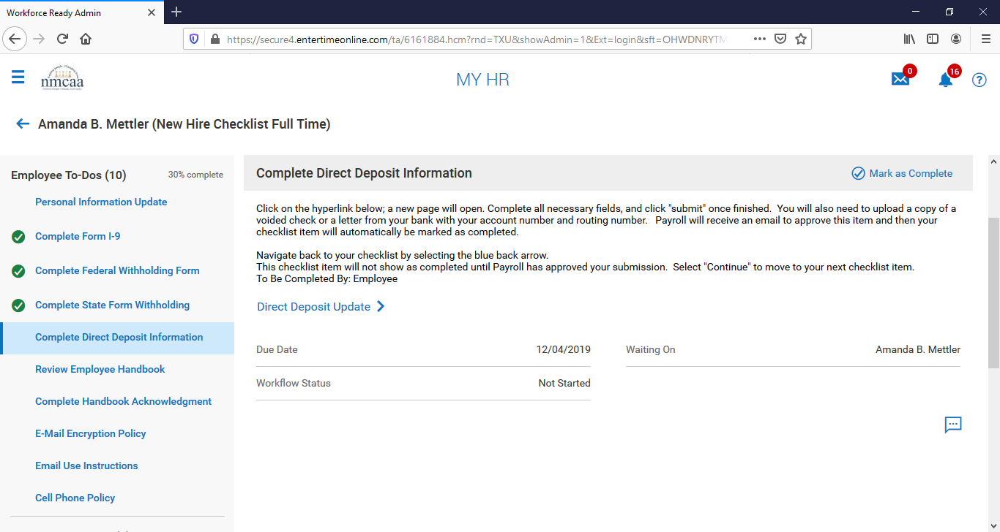 Workforce Ready Admin
https://secure4.entertimeonline.com/ta/6161884.hcm?rnd=TXU&showAdmin=1&Ext=login&sft=OHWDNRYTM
nmcaa
MY HR
0
16
Amanda B. Mettler (New Hire Checklist Full Time)
Employee To-Dos (10)
30% complete
Personal Information Update
Complete Form I-9
Complete Federal Withholding Form
Complete State Form Withholding
Complete Direct Deposit Information
Review Employee Handbook
Complete Handbook Acknowledgment
E-Mail Encryption Policy
Email Use Instructions
Cell Phone Policy
Complete Direct Deposit Information
Mark as Complete
Click on the hyperlink below; a new page will open. Complete all necessary fields, and click "submit" once finished.  You will also need to upload a copy of a
voided check or a letter from your bank with your account number and routing number.   Payroll will receive an email to approve this item and then your
checklist item will automatically be marked as completed.
Navigate back to your checklist by selecting the blue back arrow.
This checklist item will not show as completed until Payroll has approved your submission.  Select "Continue" to move to your next checklist item.
To Be Completed By: Employee
Direct Deposit Update
Due Date 12/04/2019
Waiting On Amanda B. Mettler
Workflow Status Not Started